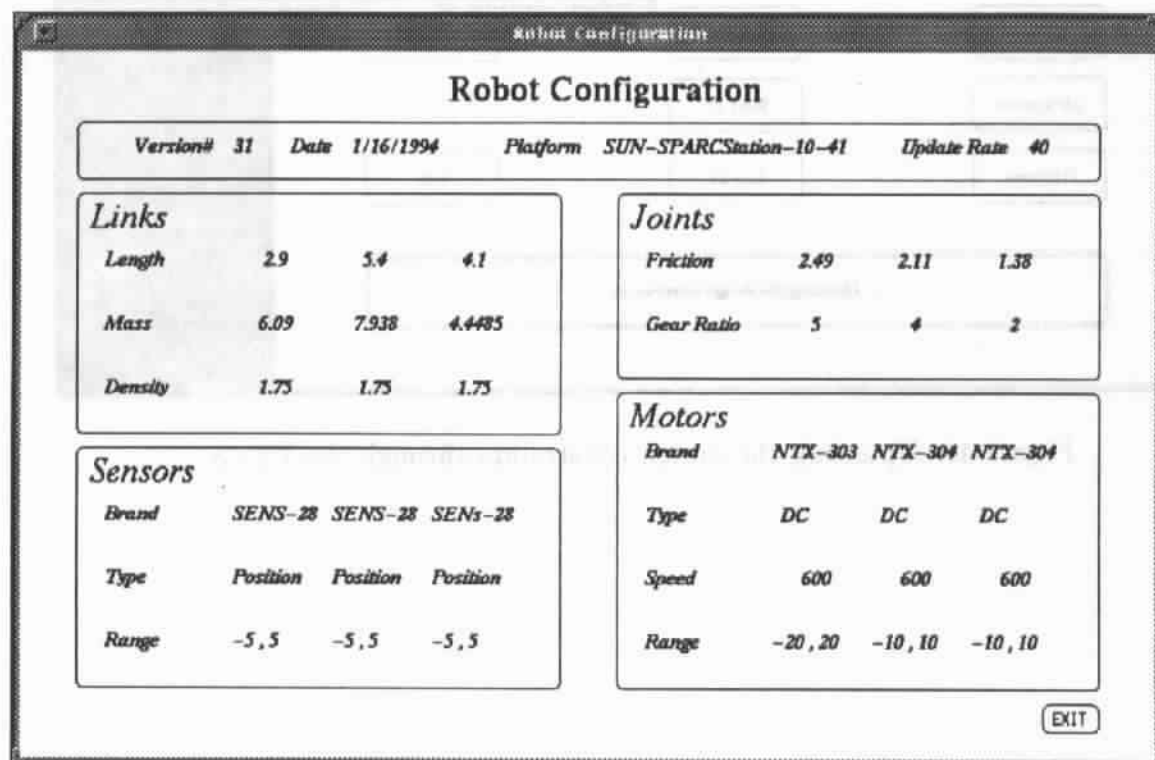 Robot Configuration
Robot Configuration
Version# 31 Date 1/16/1994 Platform SUN-SPARCStation-10-41 Update Rate 40
Links
Length 2.9 5.4 4.1
Mass 6.09 7.938 4.4485
Density 1.75 1.75 1.75
Sensors
Brand SENS-28 SENS-28 SENs-28
Type Position Position Position
Range -5,5 -5,5 -5,5
Joints
Friction 2.49 2.11 1.38
Gear Ratio 5 4 2
Motors
Brand NTX-303 NTX-304 NTX-304
Type DC DC DC
Speed 600 600 600
Range -20,20 -10,10 -10,10
EXIT